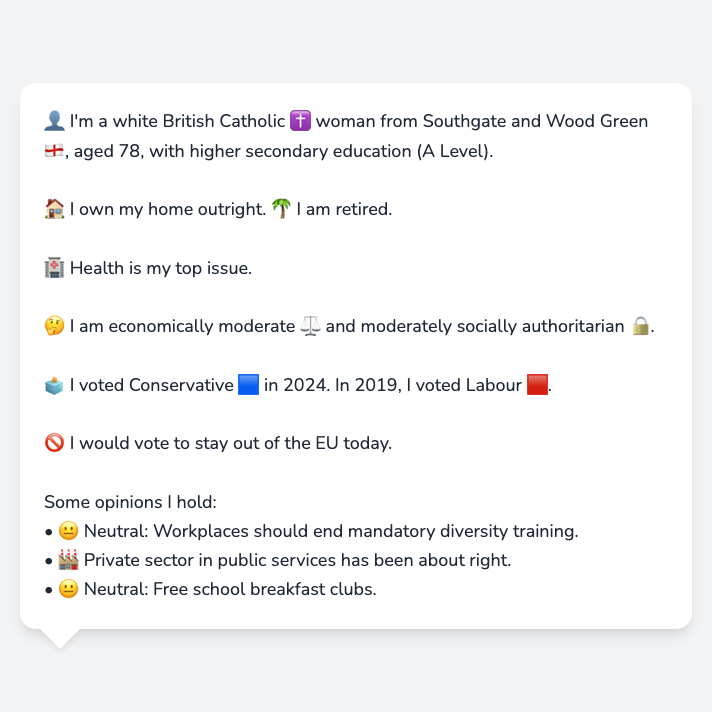 👤 I'm a white British Catholic ✝️ woman from Southgate and Wood Green
🏴󠁧󠁢󠁥󠁮󠁧󠁿, aged 78, with higher secondary education (A Level).
🏠 I own my home outright. 🌴 I am retired.
🏥 Health is my top issue.
🤔 I am economically moderate ⚖️ and moderately socially authoritarian 🔒.
🗳️ I voted Conservative 🟦 in 2024. In 2019, I voted Labour 🟥.
🚫 I would vote to stay out of the EU today.
Some opinions I hold:
• 😐 Neutral: Workplaces should end mandatory diversity training.
• 🏭 Private sector in public services has been about right.
• 😐 Neutral: Free school breakfast clubs.